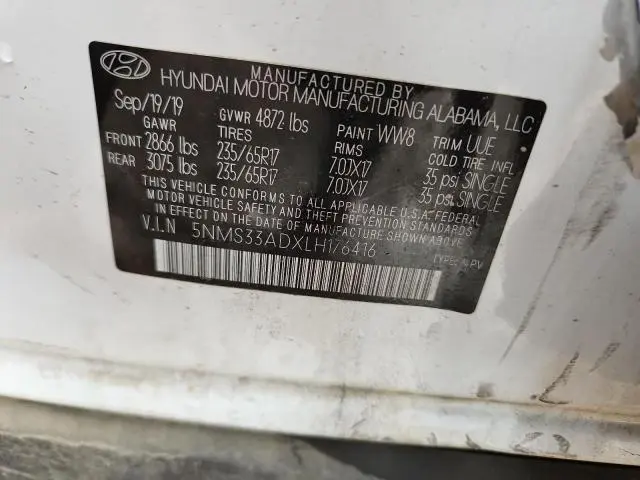 MANUFACTURED BY
HYUNDAI MOTOR MANUFACTURING ALABAMA, LLC
Sep/19/19 GVWR 4872 lbs PAINT WW8 TRIM UUE
GAWR TIRES RIMS COLD TIRE INFL
FRONT 2866 lbs 235/65R17 7.0JX17 35 psi SINGLE
REAR 3075 lbs 235/65R17 7.0JX17 35 psi SINGLE
THIS VEHICLE CONFORMS TO ALL APPLICABLE U.S.A. FEDERAL
MOTOR VEHICLE SAFETY AND THEFT PREVENTION STANDARDS
IN EFFECT ON THE DATE OF MANUFACTURE SHOWN ABOVE.
V.I.N 5NMS33ADXLH176416
TYPE: MPV